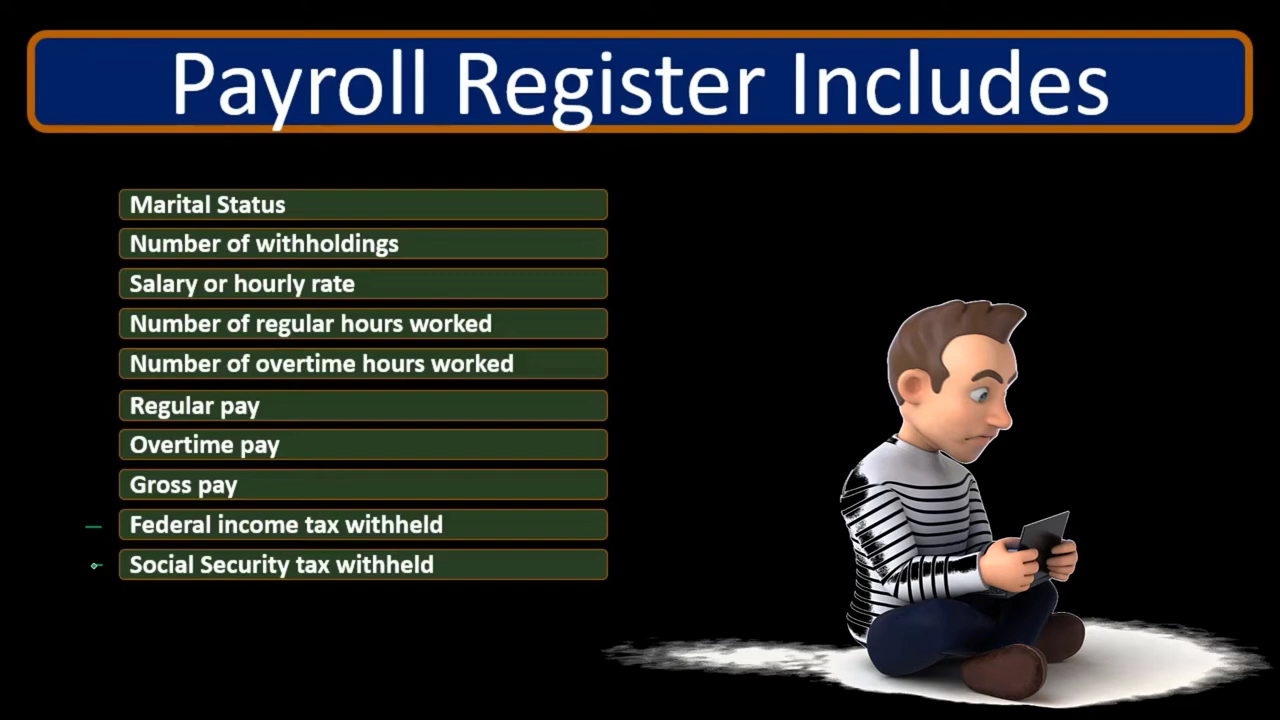 Payroll Register Includes
Marital Status
Number of withholdings
Salary or hourly rate
Number of regular hours worked
Number of overtime hours worked
Regular pay
Overtime pay
Gross pay
Federal income tax withheld
Social Security tax withheld